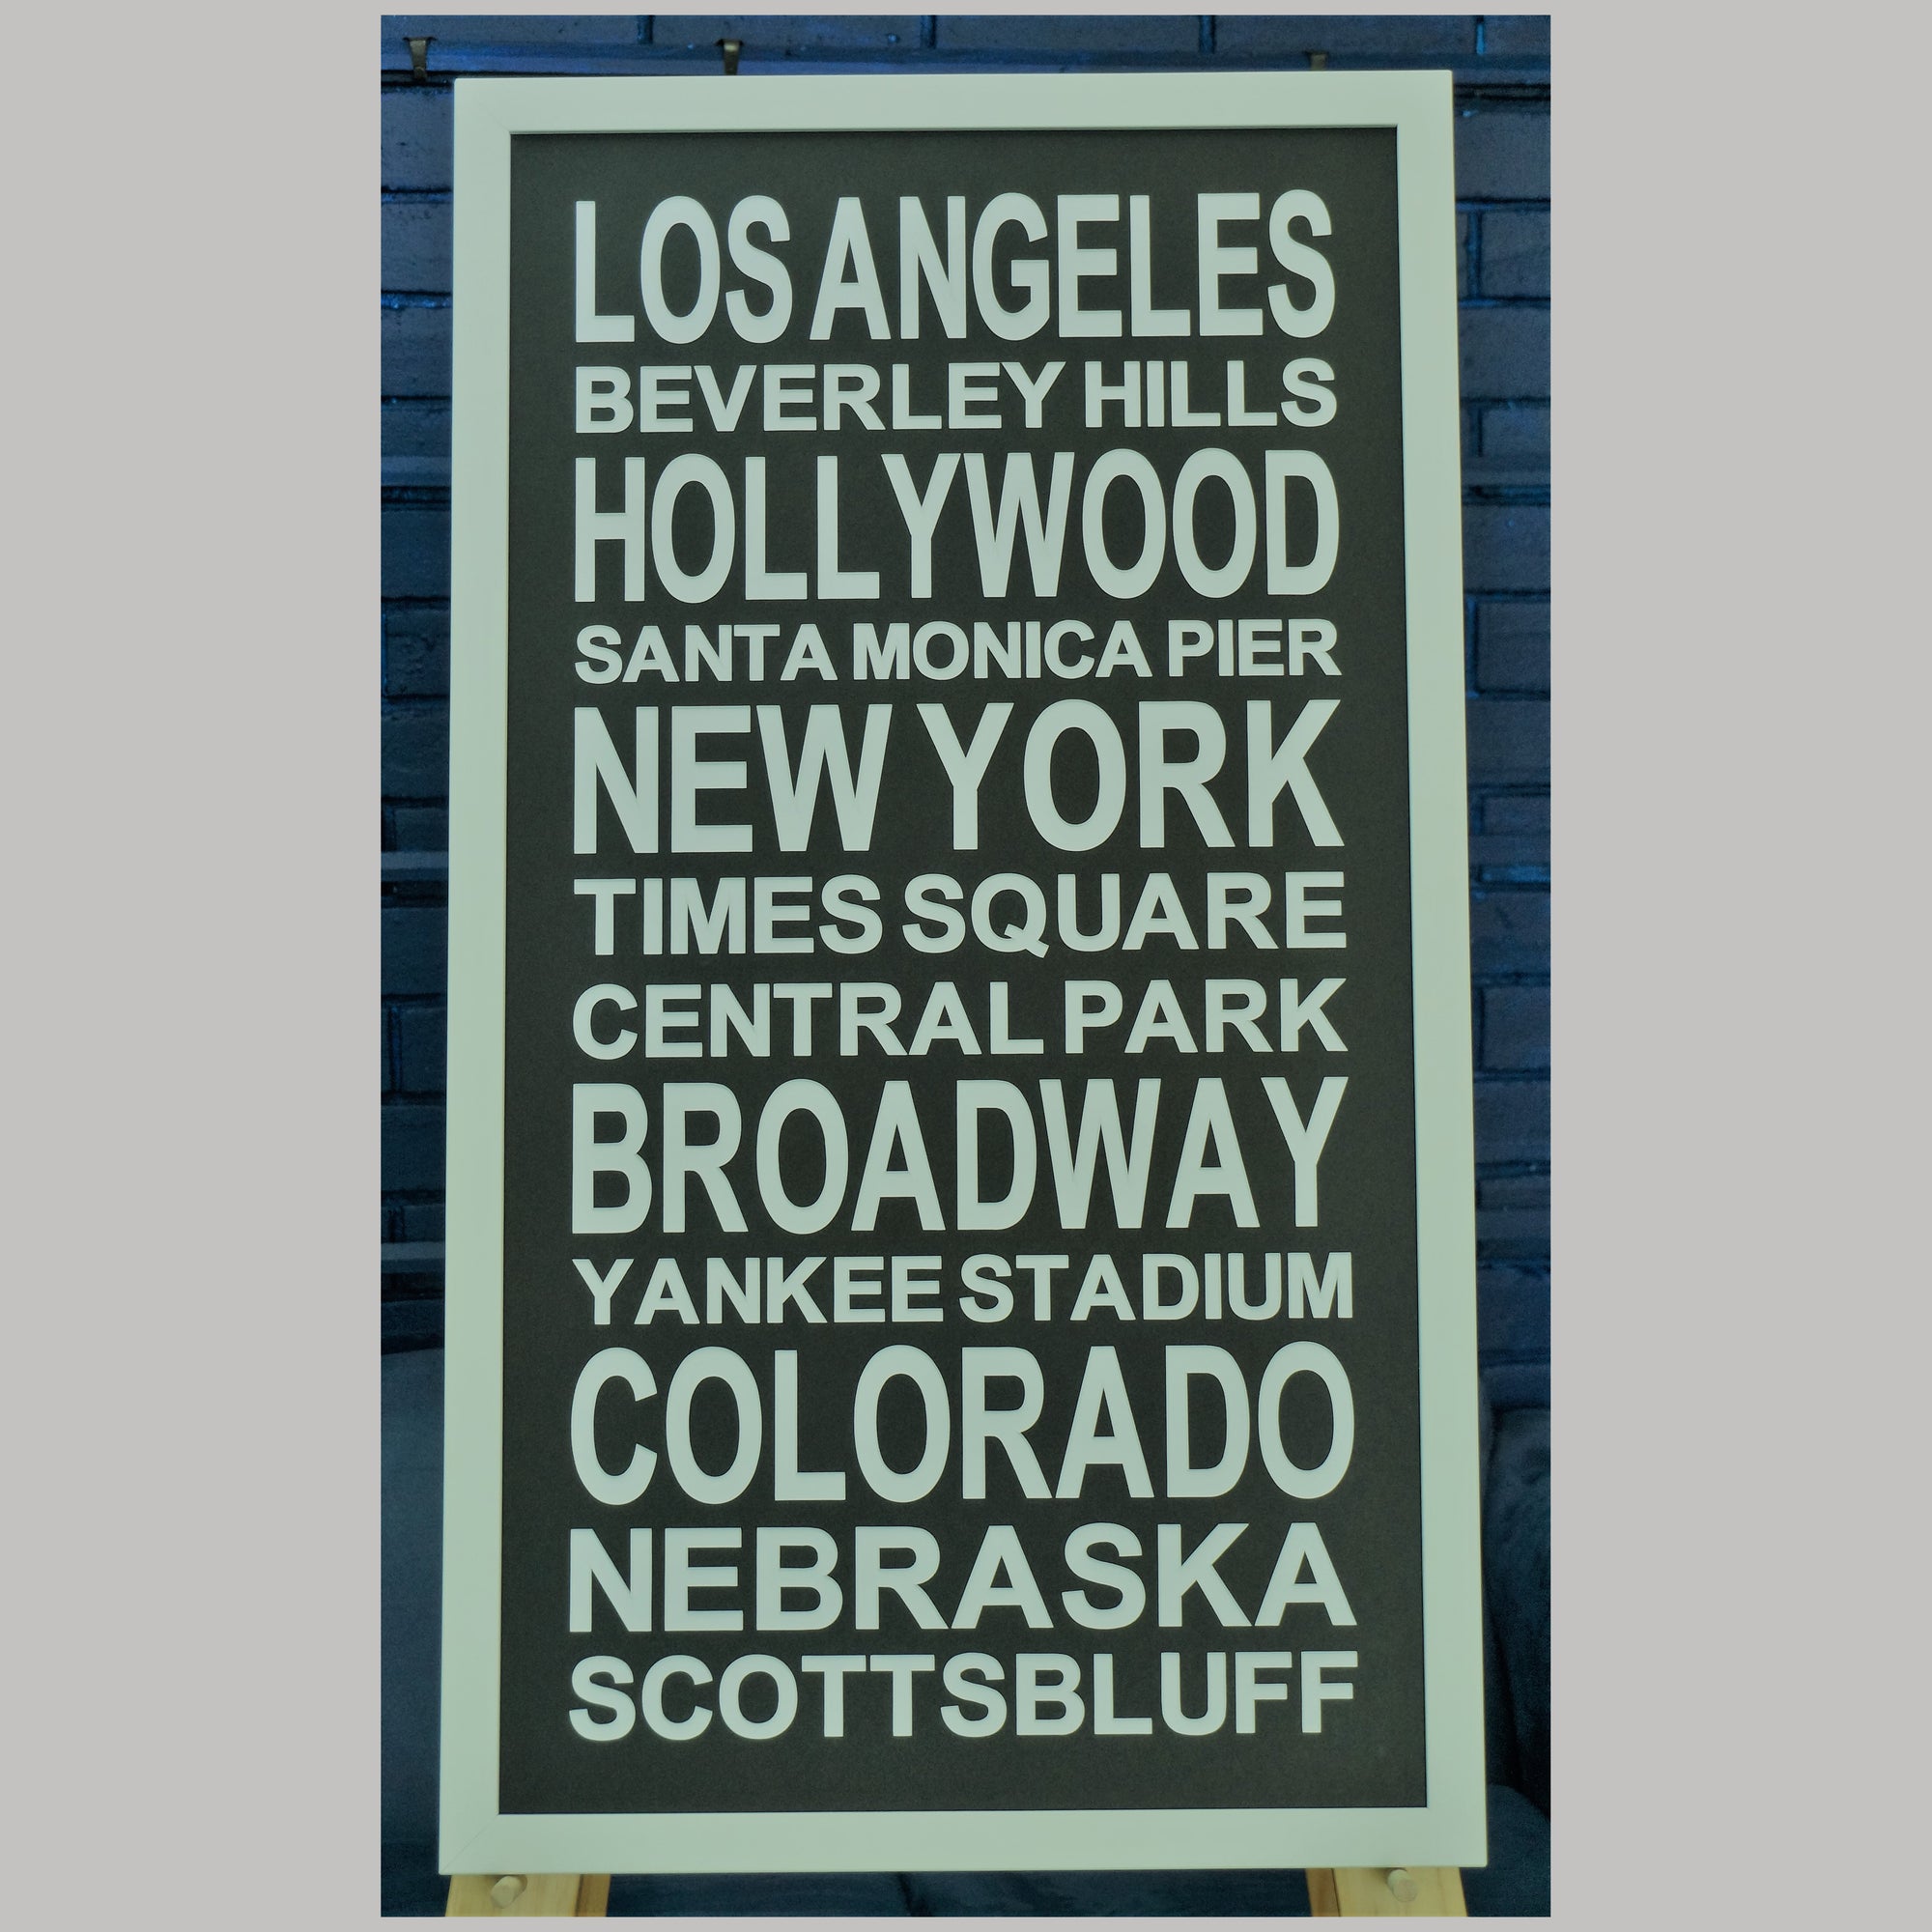 LOS ANGELES
BEVERLEY HILLS
HOLLYWOOD
SANTA MONICA PIER
NEW YORK
TIMES SQUARE
CENTRAL PARK
BROADWAY
YANKEE STADIUM
COLORADO
NEBRASKA
SCOTTSBLUFF